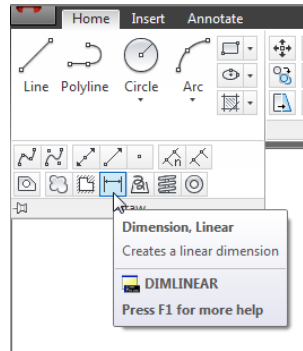 Home Insert Annotate
Line Polyline Circle Arc
Dimension, Linear
Creates a linear dimension
DIMLINEAR
Press F1 for more help